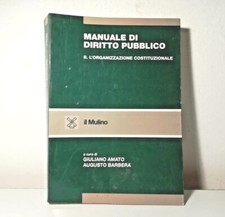 MANUALE DI
DIRITTO PUBBLICO
II. L'ORGANIZZAZIONE COSTITUZIONALE
il Mulino
a cura di
GIULIANO AMATO
AUGUSTO BARBERA